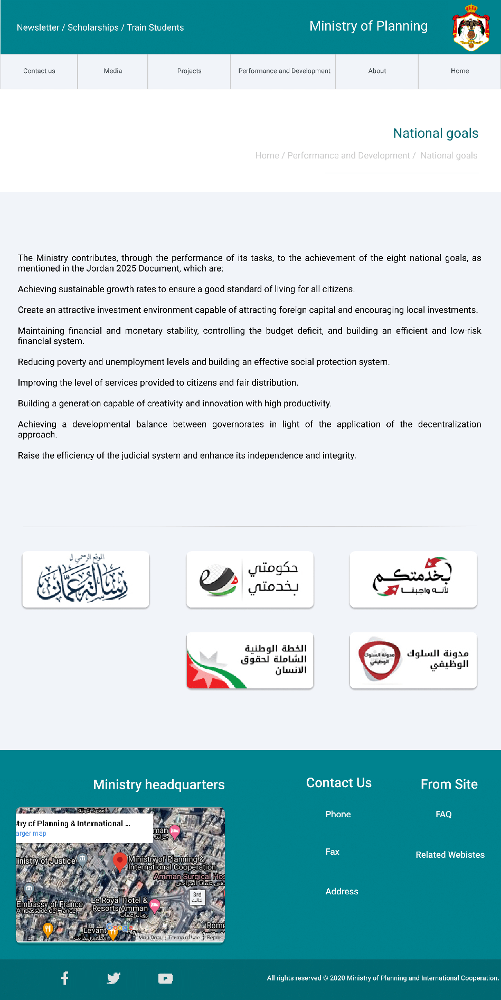 Newsletter / Scholarships / Train Students
Ministry of Planning
Contact us
Media
Projects
Performance and Development
About
Home
National goals
Home / Performance and Development / National goals
The Ministry contributes, through the performance of its tasks, to the achievement of the eight national goals, as
mentioned in the Jordan 2025 Document, which are:
Achieving sustainable growth rates to ensure a good standard of living for all citizens.
Create an attractive investment environment capable of attracting foreign capital and encouraging local investments.
Maintaining financial and monetary stability, controlling the budget deficit, and building an efficient and low-risk
financial system.
Reducing poverty and unemployment levels and building an effective social protection system.
Improving the level of services provided to citizens and fair distribution.
Building a generation capable of creativity and innovation with high productivity.
Achieving a developmental balance between governorates in light of the application of the decentralization
approach.
Raise the efficiency of the judicial system and enhance its independence and integrity.
الموقع الرسمي ل
رسالة عمان
حكومتي
بخدمتي
بخدمتكم
لأنه واجبنا
الخطة الوطنية
الشاملة لحقوق
الانسان
مدونة السلوك
الوظيفي
مدونة السلوك
الوظيفي
Ministry headquarters
Contact Us
From Site
Phone
FAQ
Fax
Related Webistes
Address
معهد غوته
stry of Planning & International ...
arger map
man
جراند
Ministry of Justice
Ministry of Planning &
International Cooperation
Amman Surgical Hos
فى عمان الجراحي
3rd
الثالث
Embassy of France
Ambassade de France
Le Royal Hotel &
Resorts Amman
رويال عمان
Rome
Google
Levant
مطعم ليفانت
Map Data
Terms of Use
Report
All rights reserved © 2020 Ministry of Planning and International Cooperation.